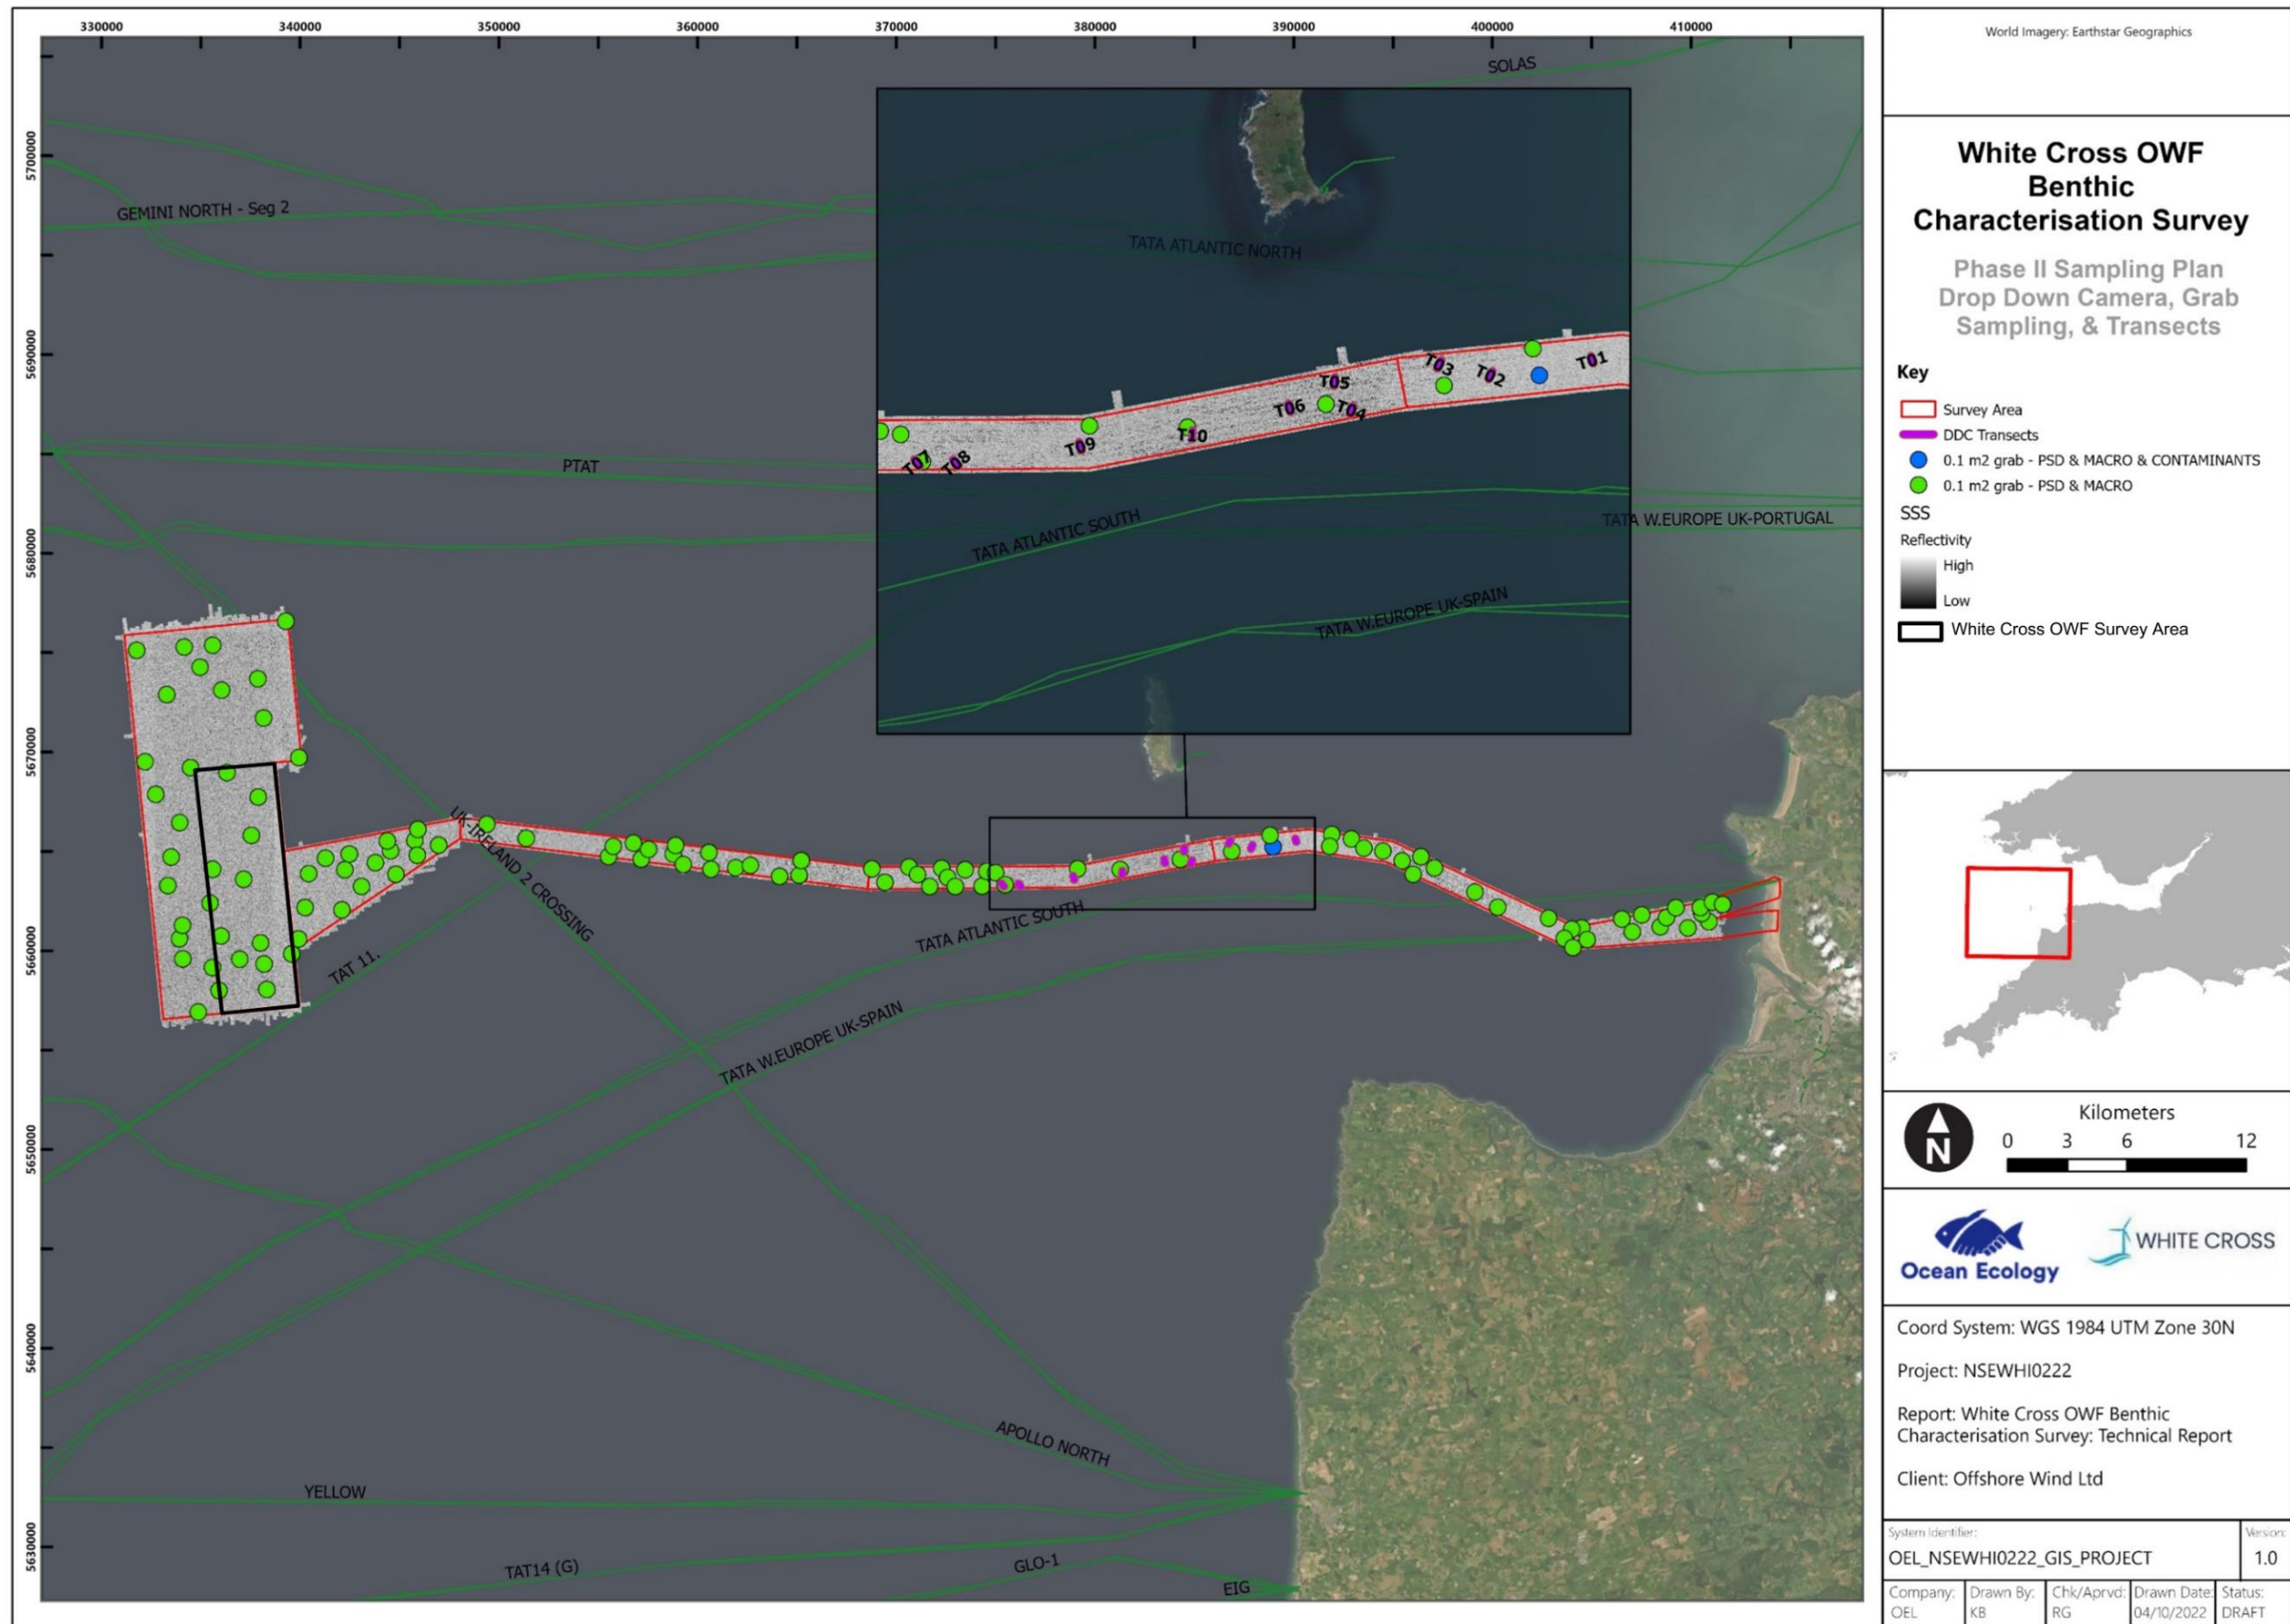 330000 340000 350000 360000 370000 380000 390000 400000 410000
5700000
5690000
5680000
5670000
5660000
5650000
5640000
5630000
SOLAS
GEMINI NORTH - Seg 2
TATA ATLANTIC NORTH
PTAT
T03
T02
T01
T05
T06
T04
T10
T09
T07
T08
TATA ATLANTIC SOUTH
TATA W.EUROPE UK-PORTUGAL
TATA W.EUROPE UK-SPAIN
UK-IRELAND 2 CROSSING
TAT 11.
TATA ATLANTIC SOUTH
TATA W.EUROPE UK-SPAIN
APOLLO NORTH
YELLOW
TAT14 (G)
GLO-1
EIG
World Imagery: Earthstar Geographics
White Cross OWF
Benthic
Characterisation Survey
Phase II Sampling Plan
Drop Down Camera, Grab
Sampling, & Transects
Key
Survey Area
DDC Transects
0.1 m2 grab - PSD & MACRO & CONTAMINANTS
0.1 m2 grab - PSD & MACRO
SSS
Reflectivity
High
Low
White Cross OWF Survey Area
N
Kilometers
0 3 6 12
Ocean Ecology
WHITE CROSS
Coord System: WGS 1984 UTM Zone 30N
Project: NSEWHI0222
Report: White Cross OWF Benthic
Characterisation Survey: Technical Report
Client: Offshore Wind Ltd
System Identifier: Version:
OEL_NSEWHI0222_GIS_PROJECT 1.0
Company: Drawn By: Chk/Aprvd: Drawn Date: Status:
OEL KB RG 04/10/2022 DRAFT